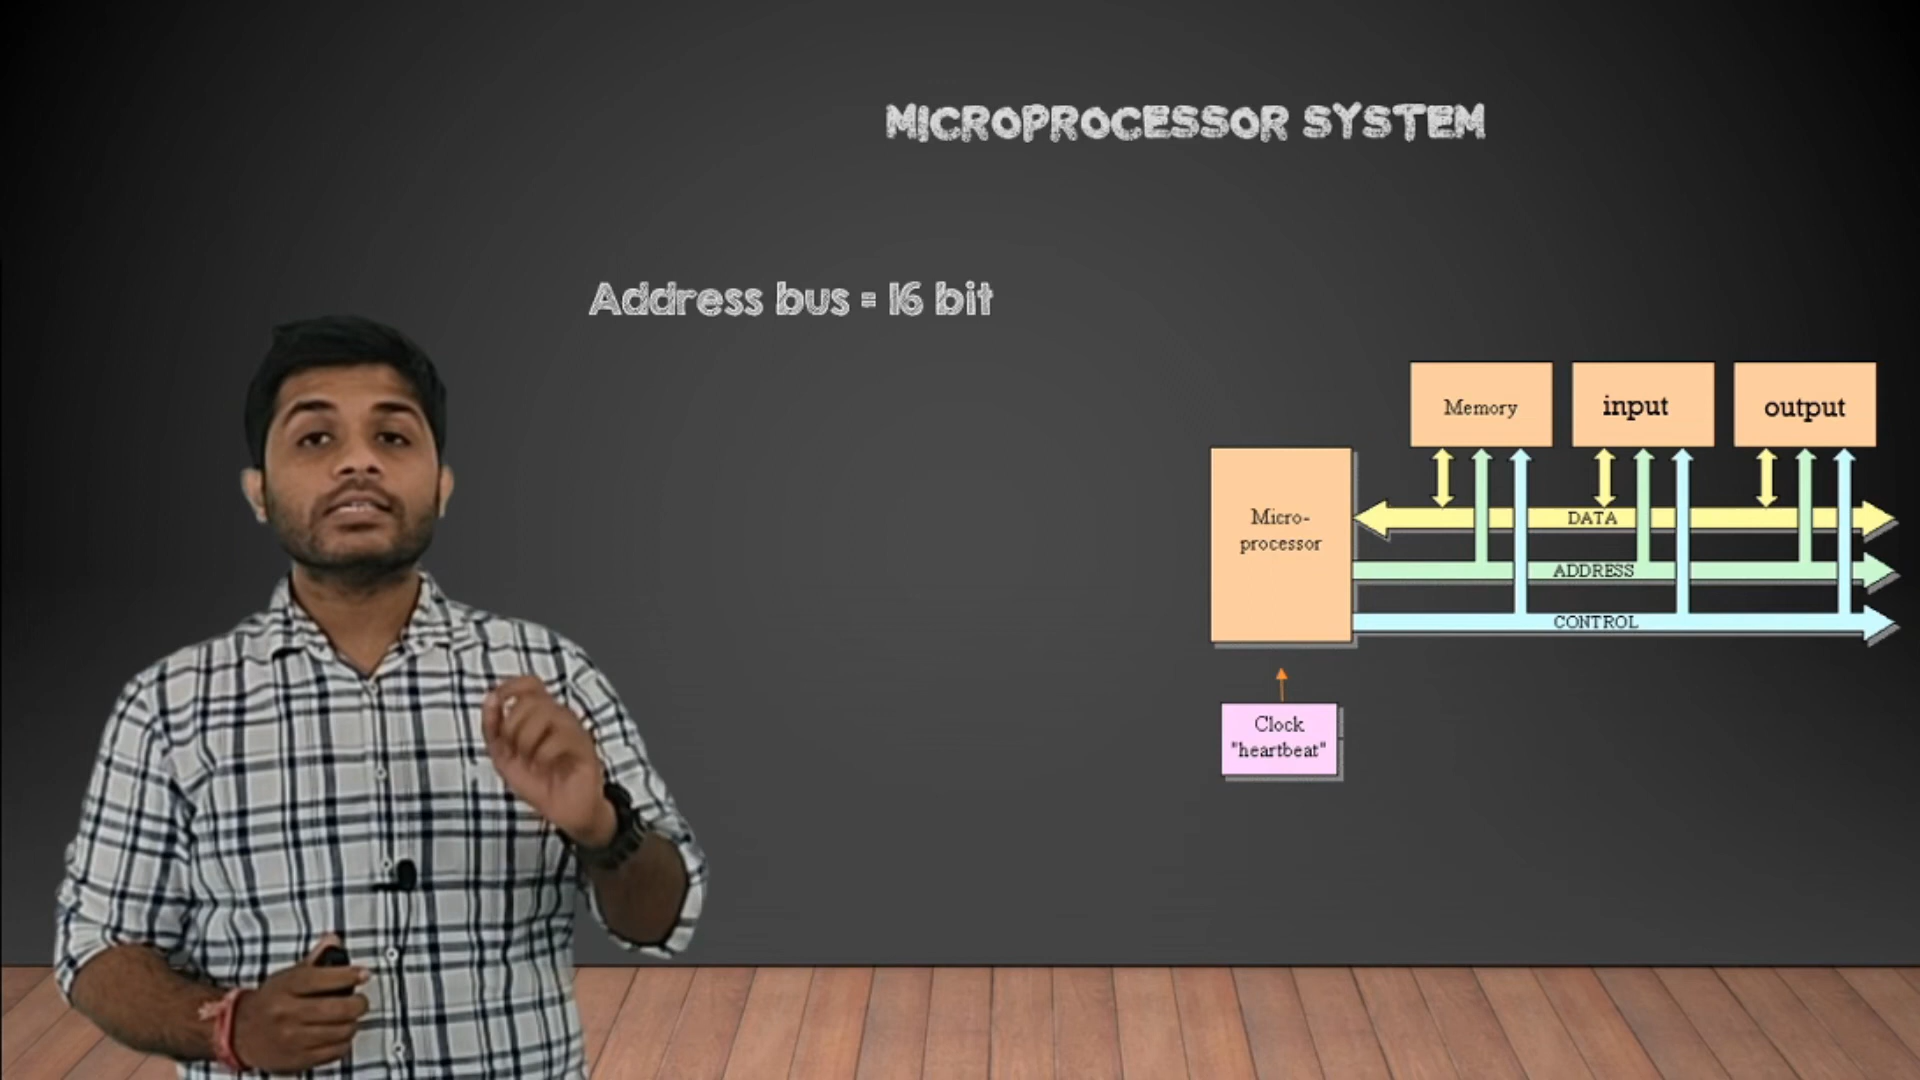 MICROPROCESSOR SYSTEM
Address bus = 16 bit
Memory
input
output
Micro-
processor
DATA
ADDRESS
CONTROL
Clock
"heartbeat"